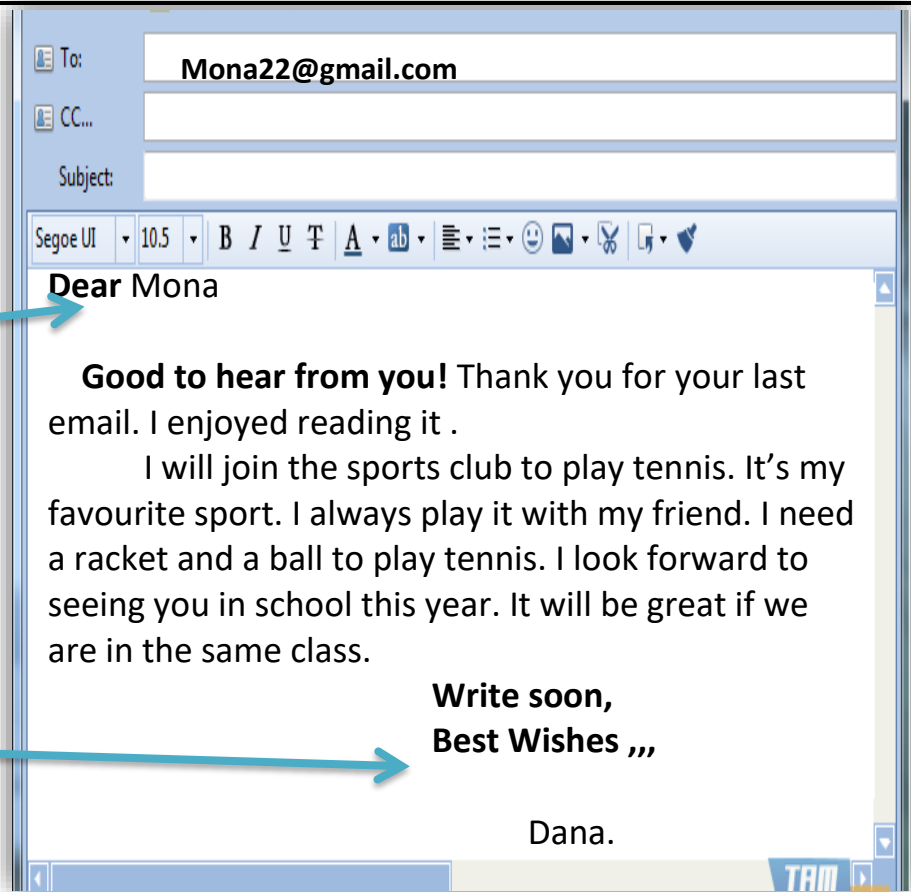 To: Mona22@gmail.com
CC...
Subject:
Segoe UI 10.5 B I U T A ab
Dear Mona
Good to hear from you! Thank you for your last
email. I enjoyed reading it .
I will join the sports club to play tennis. It’s my
favourite sport. I always play it with my friend. I need
a racket and a ball to play tennis. I look forward to
seeing you in school this year. It will be great if we
are in the same class.
Write soon,
Best Wishes ,,,
Dana.
TAM